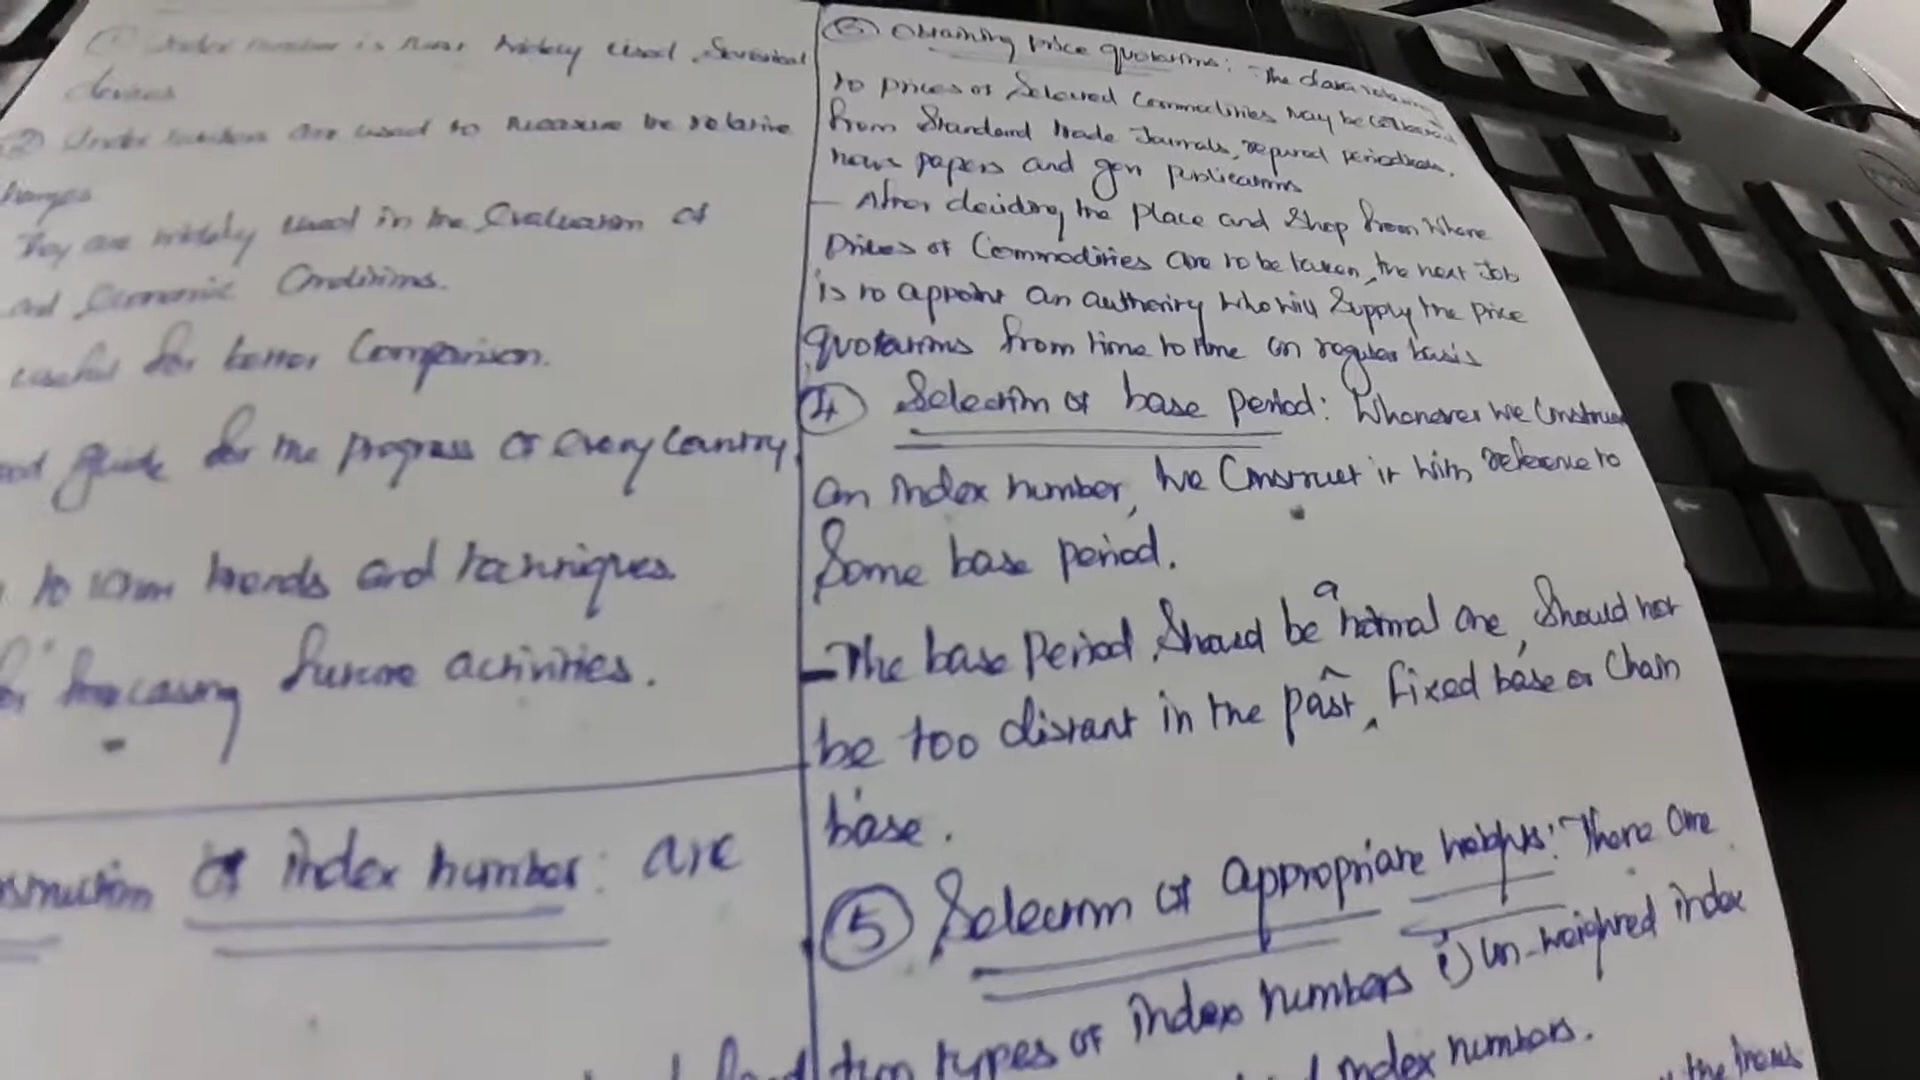 ① Index number is most widely used Statistical
devices
② Index numbers are used to measure the relative
changes
They are widely used in the Evaluation of
and Economic Conditions.
useful for better Comparison.
guide for the progress of every Country
to trends and techniques.
for forecasting future activities.
of index number: are
③ Obtaining price quotations: The data relating
to prices of Selected Commodities may be collected
from Standard trade Journals, reputed periodicals,
news papers and gov publications
- After deciding the place and shop from where
prices of Commodities are to be taken, the next job
is to appoint an authority who will Supply the price
quotations from time to time on regular basis
④ Selection of base period: Whenever we Construct
an index number, we Construct it with reference to
Some base period.
- The base Period Should be a normal one, Should not
be too distant in the past, fixed base or Chain
base.
⑤ Selection of appropriate weights: There are
two types of index numbers i) un-weighted index
index numbers.
the